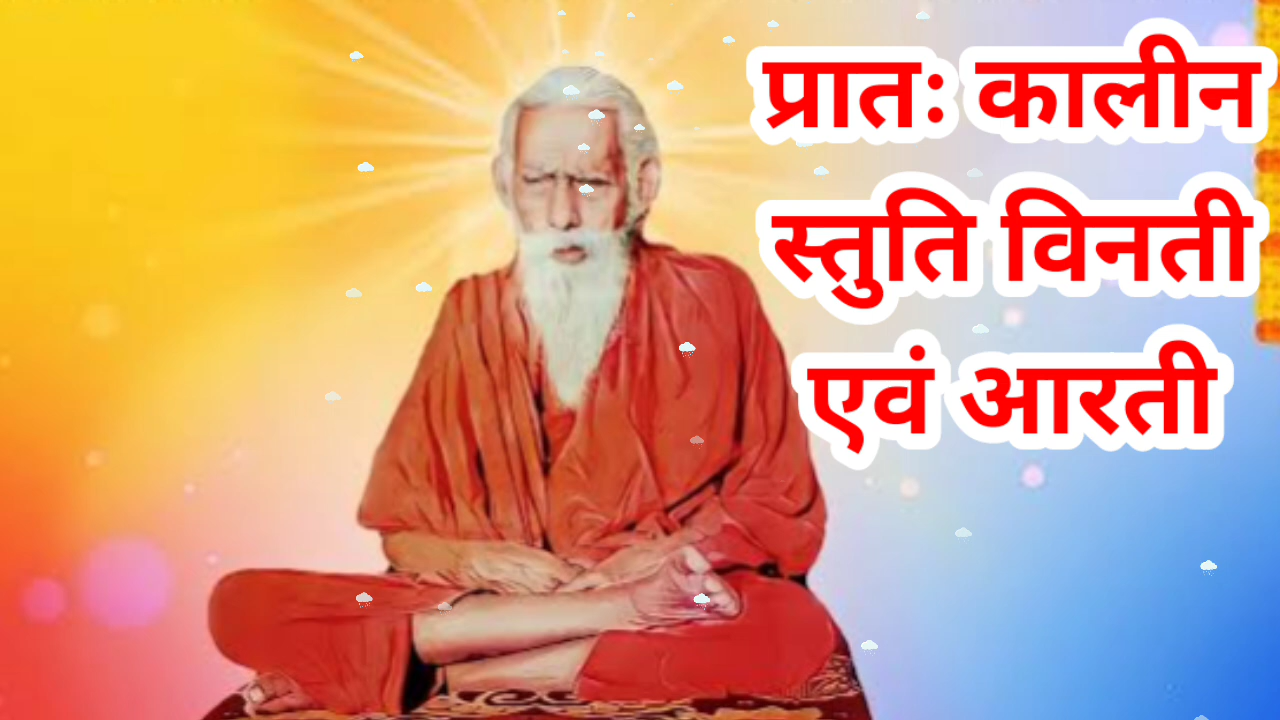 प्रातः कालीन
स्तुति विनती
एवं आरती